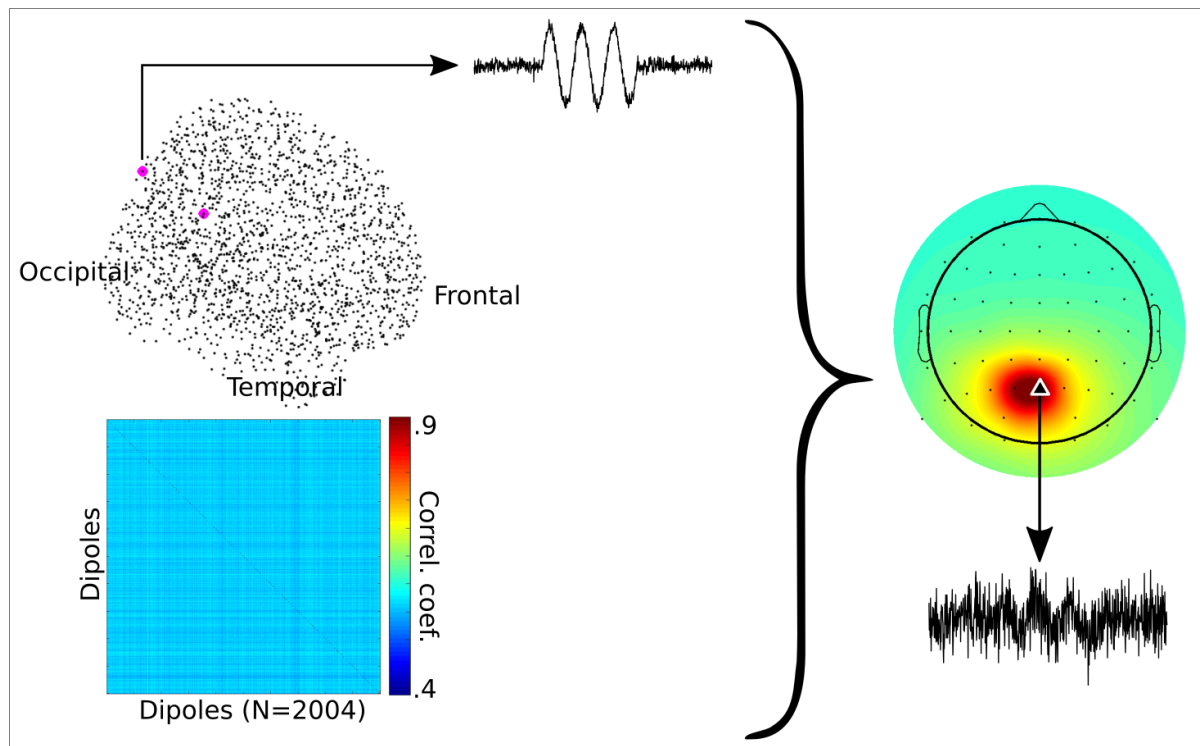 Occipital
Frontal
Temporal
.9
Correl. coef.
.4
Dipoles
Dipoles (N=2004)